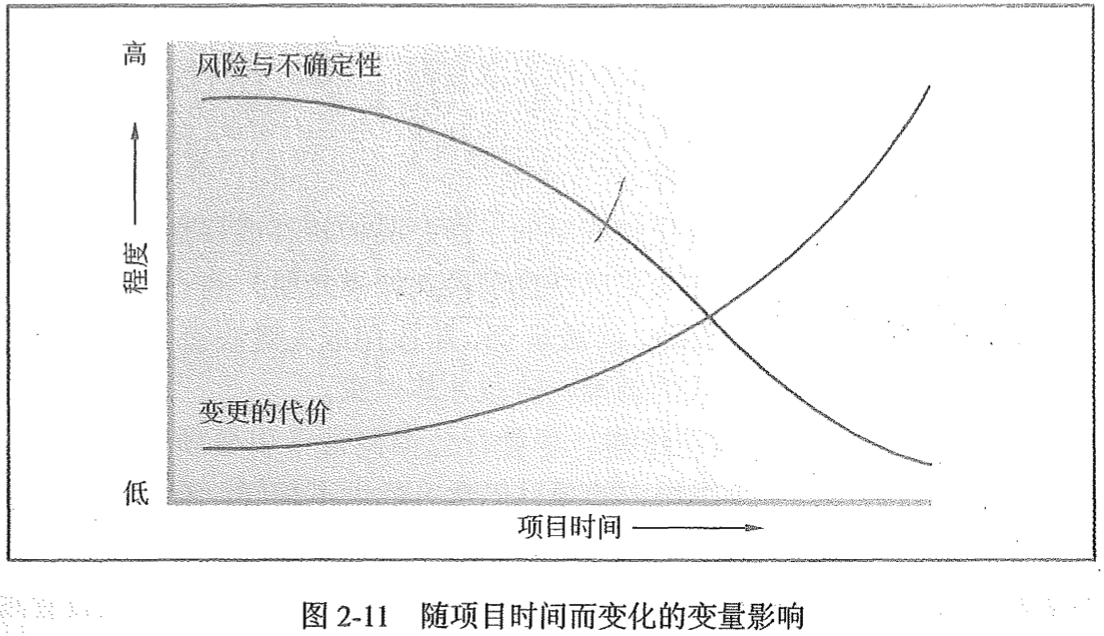 高
风险与不确定性
程度
变更的代价
低
项目时间
图 2-11 随项目时间而变化的变量影响